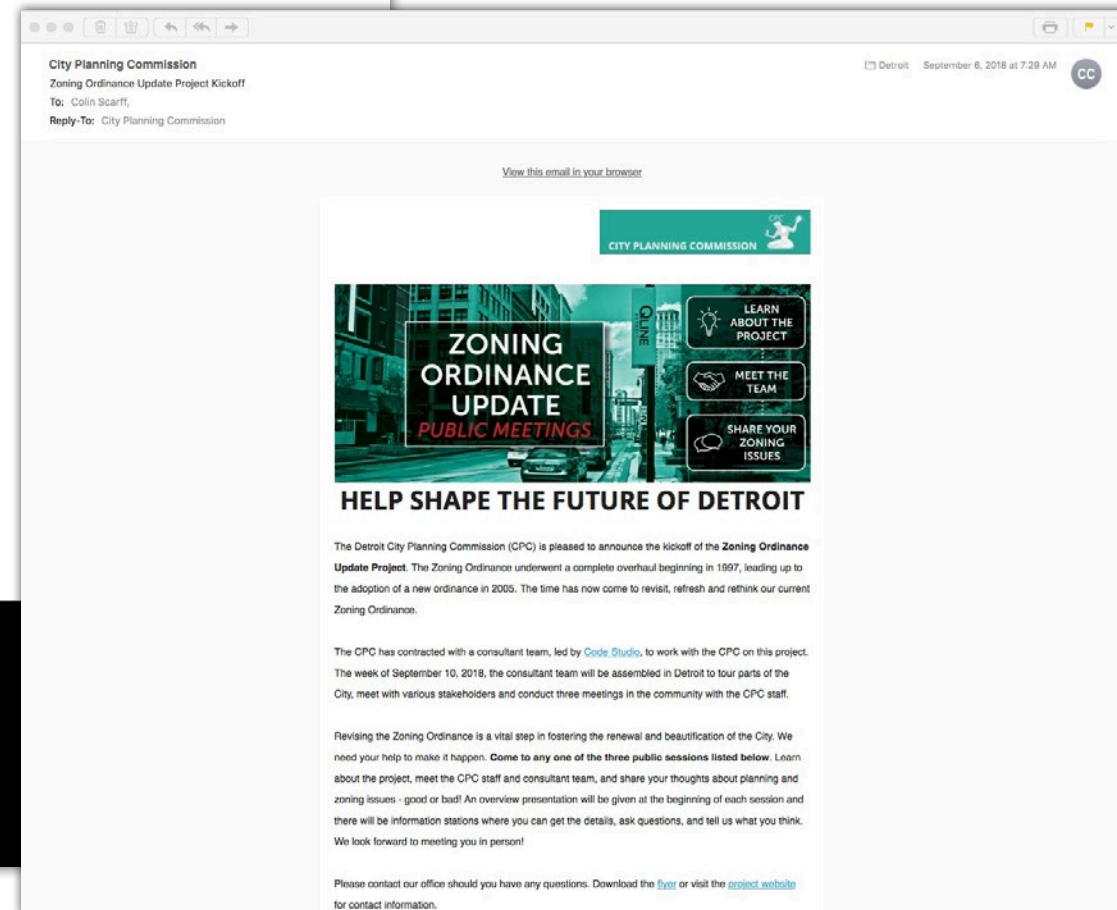 City Planning Commission
Zoning Ordinance Update Project Kickoff
To: Colin Scarff,
Reply-To: City Planning Commission
Detroit September 6, 2018 at 7:29 AM
CC
View this email in your browser
CPC
CITY PLANNING COMMISSION
ZONING
ORDINANCE
UPDATE
PUBLIC MEETINGS
QLINE
LEARN
ABOUT THE
PROJECT
MEET THE
TEAM
SHARE YOUR
ZONING
ISSUES
HELP SHAPE THE FUTURE OF DETROIT
The Detroit City Planning Commission (CPC) is pleased to announce the kickoff of the Zoning Ordinance
Update Project. The Zoning Ordinance underwent a complete overhaul beginning in 1997, leading up to
the adoption of a new ordinance in 2005. The time has now come to revisit, refresh and rethink our current
Zoning Ordinance.
The CPC has contracted with a consultant team, led by Code Studio, to work with the CPC on this project.
The week of September 10, 2018, the consultant team will be assembled in Detroit to tour parts of the
City, meet with various stakeholders and conduct three meetings in the community with the CPC staff.
Revising the Zoning Ordinance is a vital step in fostering the renewal and beautification of the City. We
need your help to make it happen. Come to any one of the three public sessions listed below. Learn
about the project, meet the CPC staff and consultant team, and share your thoughts about planning and
zoning issues - good or bad! An overview presentation will be given at the beginning of each session and
there will be information stations where you can get the details, ask questions, and tell us what you think.
We look forward to meeting you in person!
Please contact our office should you have any questions. Download the flyer or visit the project website
for contact information.